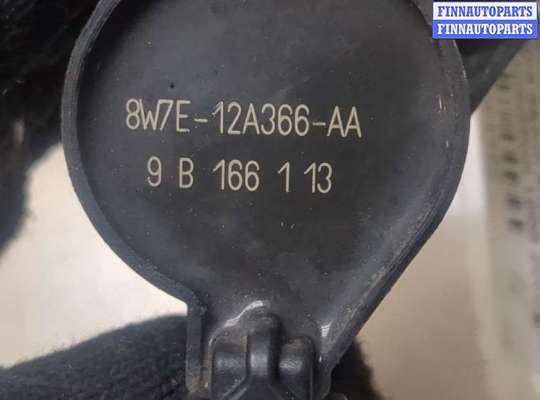 FINNAUTOPARTS
FINNAUTOPARTS
8W7E-12A366-AA
9 B 166 1 13